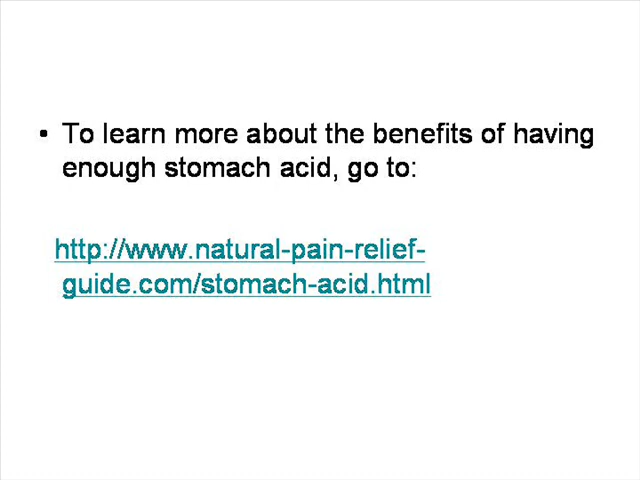 • To learn more about the benefits of having
enough stomach acid, go to:
http://www.natural-pain-relief-
guide.com/stomach-acid.html